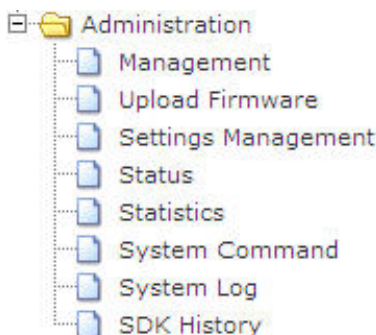 Administration
Management
Upload Firmware
Settings Management
Status
Statistics
System Command
System Log
SDK History